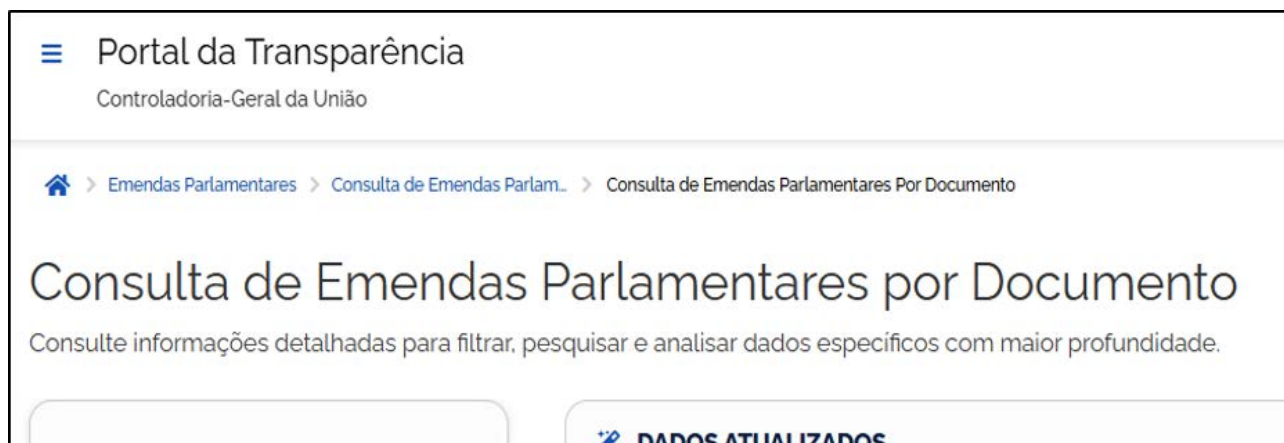 Portal da Transparência
Controladoria-Geral da União
> Emendas Parlamentares > Consulta de Emendas Parlam... > Consulta de Emendas Parlamentares Por Documento
Consulta de Emendas Parlamentares por Documento
Consulte informações detalhadas para filtrar, pesquisar e analisar dados específicos com maior profundidade.
DADOS ATUALIZADOS